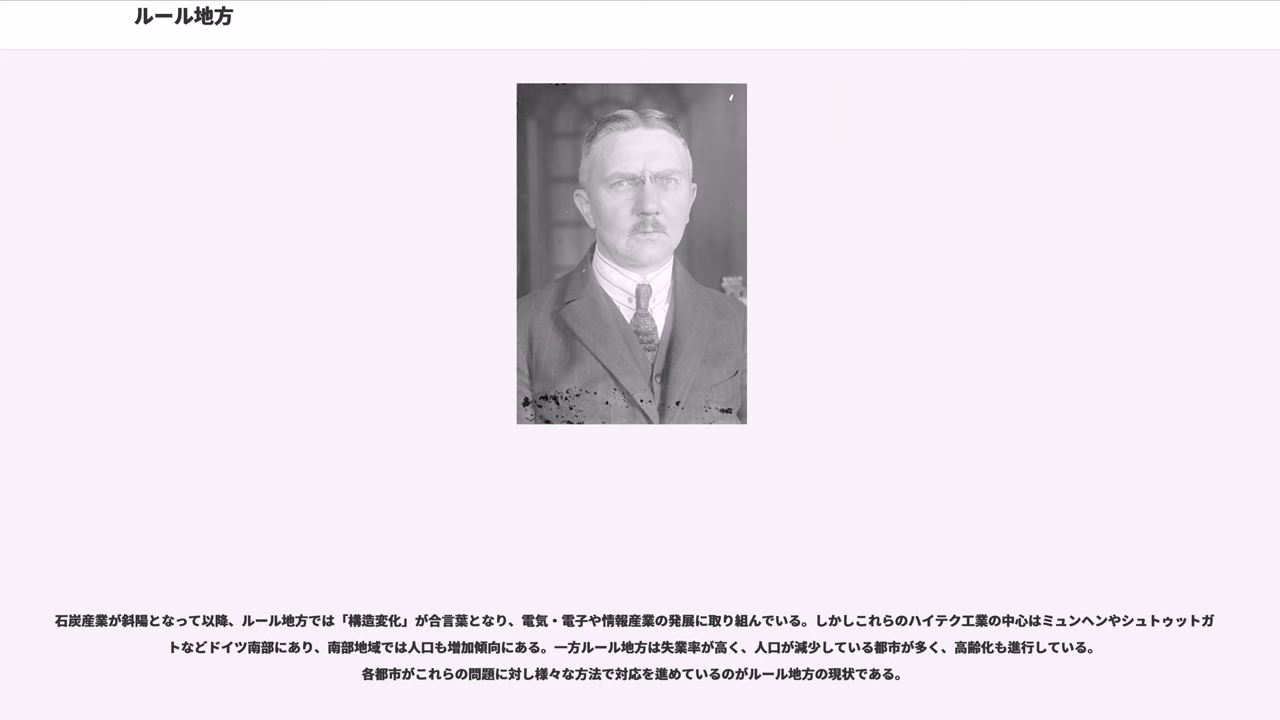 ルール地方
石炭産業が斜陽となって以降、ルール地方では「構造変化」が合言葉となり、電気・電子や情報産業の発展に取り組んでいる。しかしこれらのハイテク工業の中心はミュンヘンやシュトゥットガ
トなどドイツ南部にあり、南部地域では人口も増加傾向にある。一方ルール地方は失業率が高く、人口が減少している都市が多く、高齢化も進行している。
各都市がこれらの問題に対し様々な方法で対応を進めているのがルール地方の現状である。